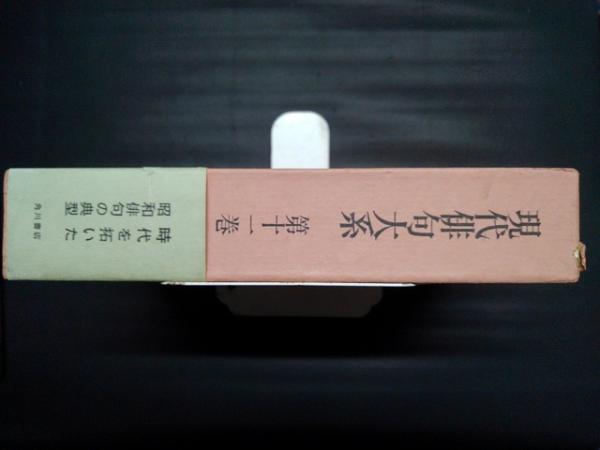 現代俳句大系
第十一巻
時代を拓いた
昭和俳句の典型
角川書店